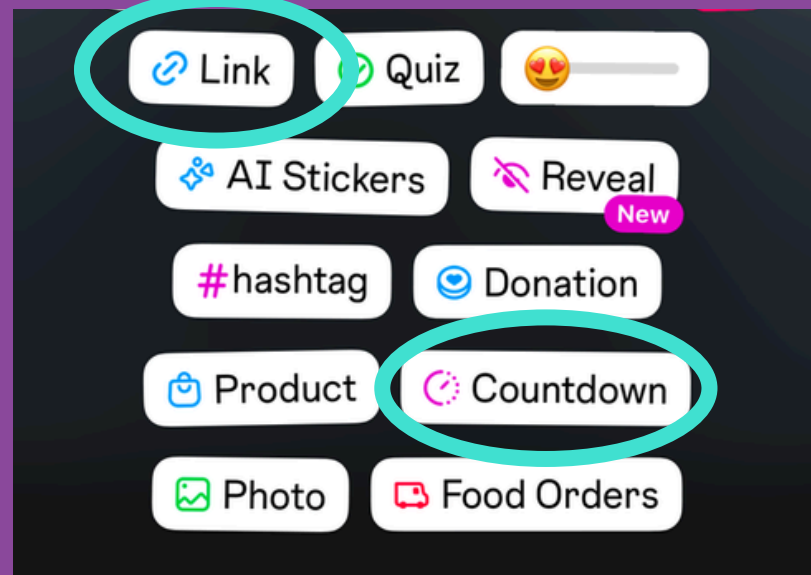 Link Quiz
AI Stickers Reveal
New
#hashtag Donation
Product Countdown
Photo Food Orders